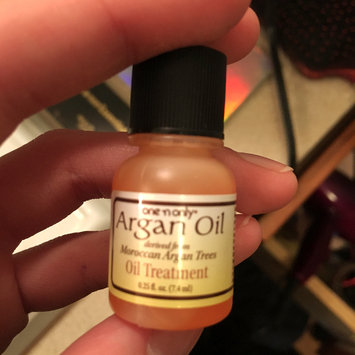 one 'n only®
Argan Oil
derived from
Moroccan Argan Trees
Oil Treatment
0.25 fl. oz. (7.4 ml)